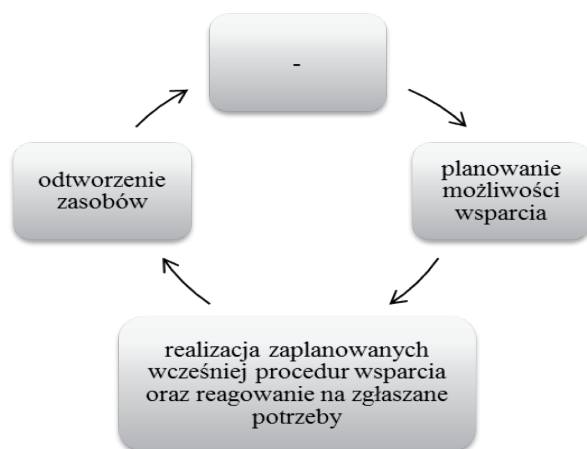 -
planowanie
możliwości
wsparcia
realizacja zaplanowanych
wcześniej procedur wsparcia
oraz reagowanie na zgłaszane
potrzeby
odtworzenie
zasobów